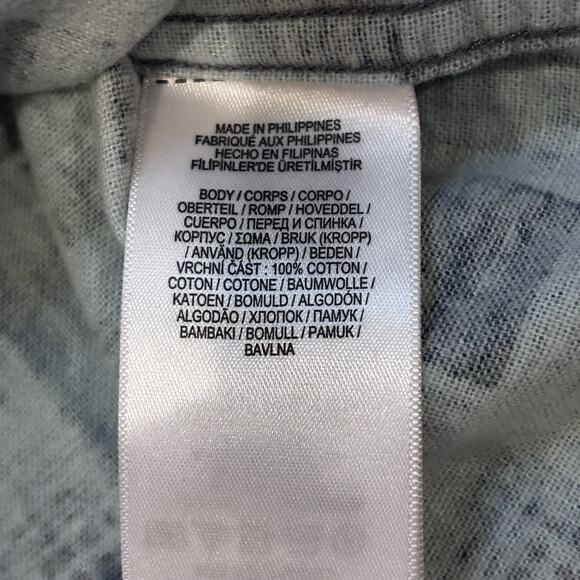 MADE IN PHILIPPINES
FABRIQUÉ AUX PHILIPPINES
HECHO EN FILIPINAS
FİLİPİNLER'DE ÜRETİLMİŞTİR
BODY / CORPS / CORPO /
OBERTEIL / ROMP / HOVEDDEL /
CUERPO / ПЕРЕД И СПИНКА /
КОРПУС / ΣΩΜΑ / BRUK (KROPP)
/ ANVÄND (KROPP) / BEDEN /
VRCHNÍ ČÁST : 100% COTTON /
COTON / COTONE / BAUMWOLLE /
KATOEN / BOMULD / ALGODÓN /
ALGODÃO / ХЛОПОК / ПАМУК /
BAMBAKI / BOMULL / PAMUK /
BAVLNA